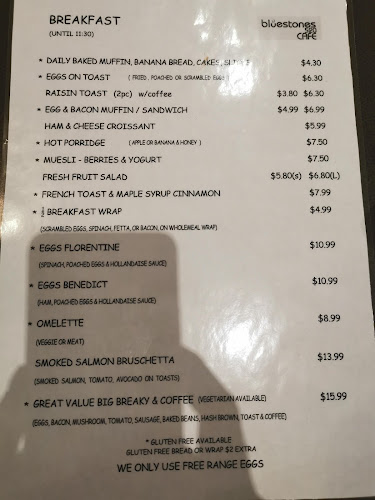 BREAKFAST
(UNTIL 11:30)
bluestones
CAFE
* DAILY BAKED MUFFIN, BANANA BREAD, CAKES, $4.30
* EGGS ON TOAST ( FRIED , POACHED OR SCRAMBLED EGGS ) $6.30
RAISIN TOAST (2pc) w/coffee $3.80 $6.30
* EGG & BACON MUFFIN / SANDWICH $4.99 $6.99
HAM & CHEESE CROISSANT $5.99
* HOT PORRIDGE ( APPLE OR BANANA & HONEY ) $7.50
* MUESLI - BERRIES & YOGURT $7.50
FRESH FRUIT SALAD $5.80(s) $6.80(L)
* FRENCH TOAST & MAPLE SYRUP CINNAMON $7.99
* BREAKFAST WRAP $4.99
(SCRAMBLED EGGS, SPINACH, FETTA, OR BACON, ON WHOLEMEAL WRAP)
* EGGS FLORENTINE $10.99
(SPINACH, POACHED EGGS & HOLLANDAISE SAUCE)
* EGGS BENEDICT $10.99
(HAM, POACHED EGGS & HOLLANDAISE SAUCE)
* OMELETTE $8.99
(VEGGIE OR MEAT)
SMOKED SALMON BRUSCHETTA $13.99
(SMOKED SALMON, TOMATO, AVOCADO ON TOASTS)
* GREAT VALUE BIG BREAKY & COFFEE (VEGETARIAN AVAILABLE) $15.99
(EGGS, BACON, MUSHROOM, TOMATO, SAUSAGE, BAKED BEANS, HASH BROWN, TOAST & COFFEE)
* GLUTEN FREE AVAILABLE
GLUTEN FREE BREAD OR WRAP $2 EXTRA
WE ONLY USE FREE RANGE EGGS